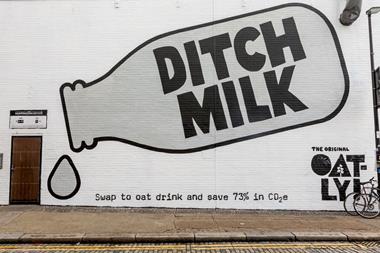 DITCH
MILK
THE ORIGINAL
OAT-
LY!
Swap to oat drink and save 73% in CO₂e